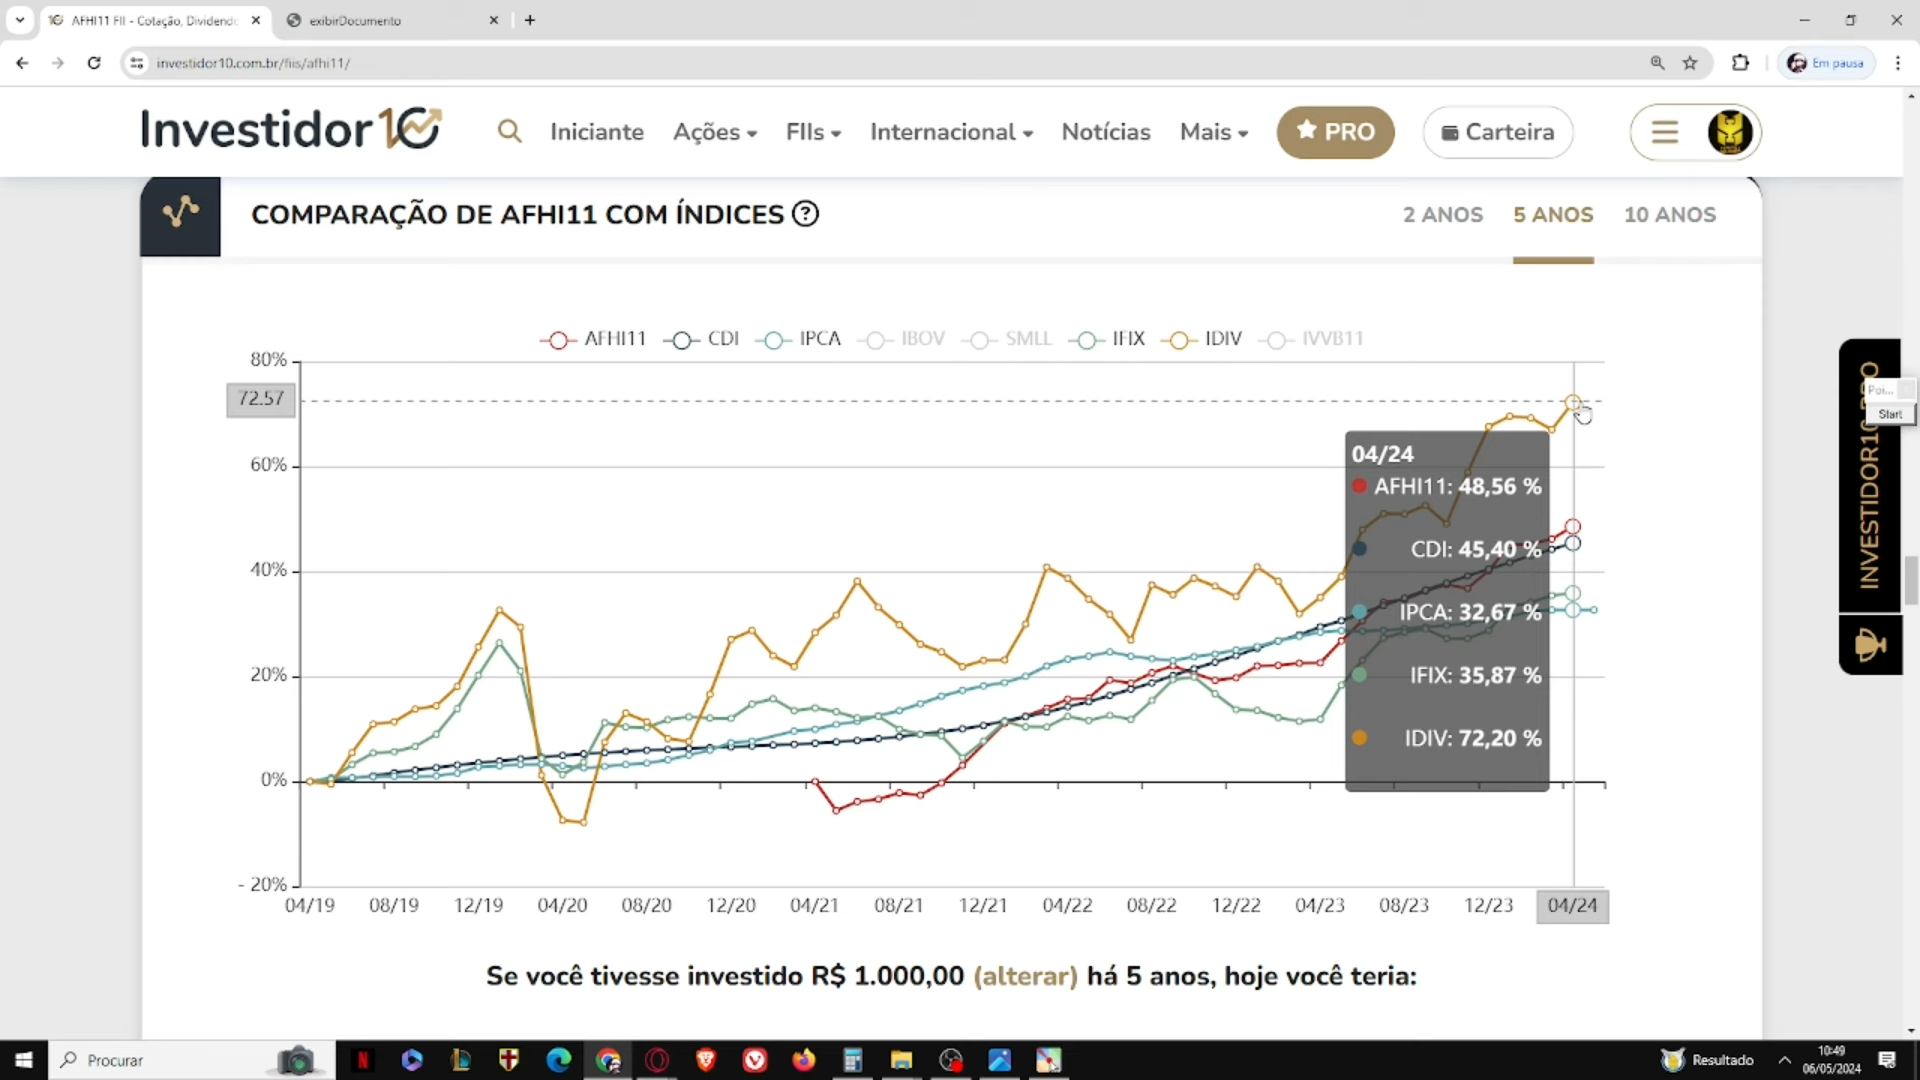 AFHI11 FII - Cotação, Dividendo
exibirDocumento
investidor10.com.br/fiis/afhi11/
Em pausa
Investidor10
Iniciante
Ações
FIIs
Internacional
Notícias
Mais
PRO
Carteira
COMPARAÇÃO DE AFHI11 COM ÍNDICES ?
2 ANOS
5 ANOS
10 ANOS
AFHI11
CDI
IPCA
IBOV
SMLL
IFIX
IDIV
IVVB11
80%
72.57
60%
40%
20%
0%
- 20%
04/24
AFHI11: 48,56 %
CDI: 45,40 %
IPCA: 32,67 %
IFIX: 35,87 %
IDIV: 72,20 %
04/19 08/19 12/19 04/20 08/20 12/20 04/21 08/21 12/21 04/22 08/22 12/22 04/23 08/23 12/23 04/24
INVESTIDOR10 PRO
Poi...
Start
Se você tivesse investido R$ 1.000,00 (alterar) há 5 anos, hoje você teria:
Procurar
Resultado
10:49
06/05/2024